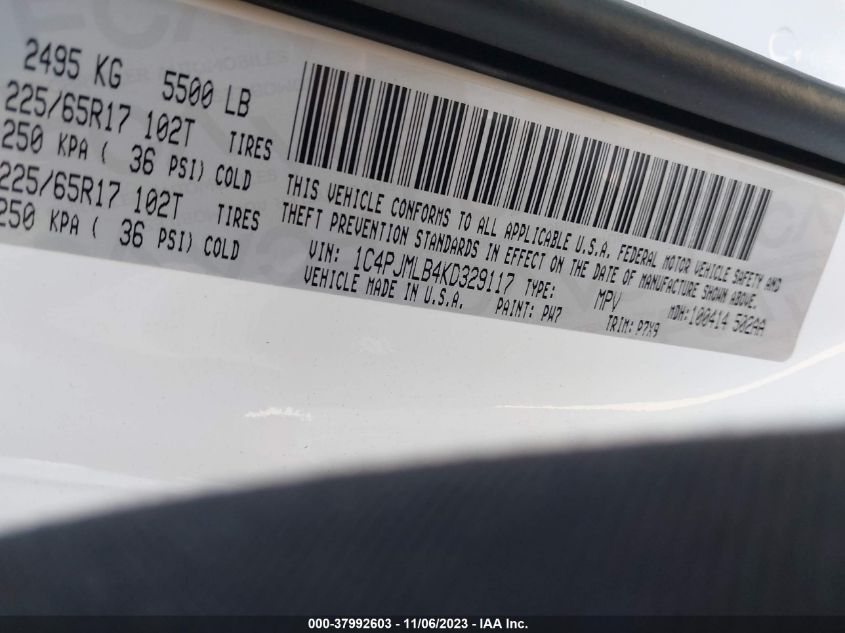 2495 KG 5500 LB
225/65R17 102T TIRES
250 KPA ( 36 PSI) COLD
225/65R17 102T TIRES
250 KPA ( 36 PSI) COLD
THIS VEHICLE CONFORMS TO ALL APPLICABLE U.S.A. FEDERAL MOTOR VEHICLE SAFETY AND
THEFT PREVENTION STANDARDS IN EFFECT ON THE DATE OF MANUFACTURE SHOWN ABOVE.
VIN: 1C4PJMLB4KD329117 TYPE: MPV MDH:100414 502AA
VEHICLE MADE IN U.S.A. PAINT: PW7 TRIM: P7X9
000-37992603 - 11/06/2023 - IAA Inc.